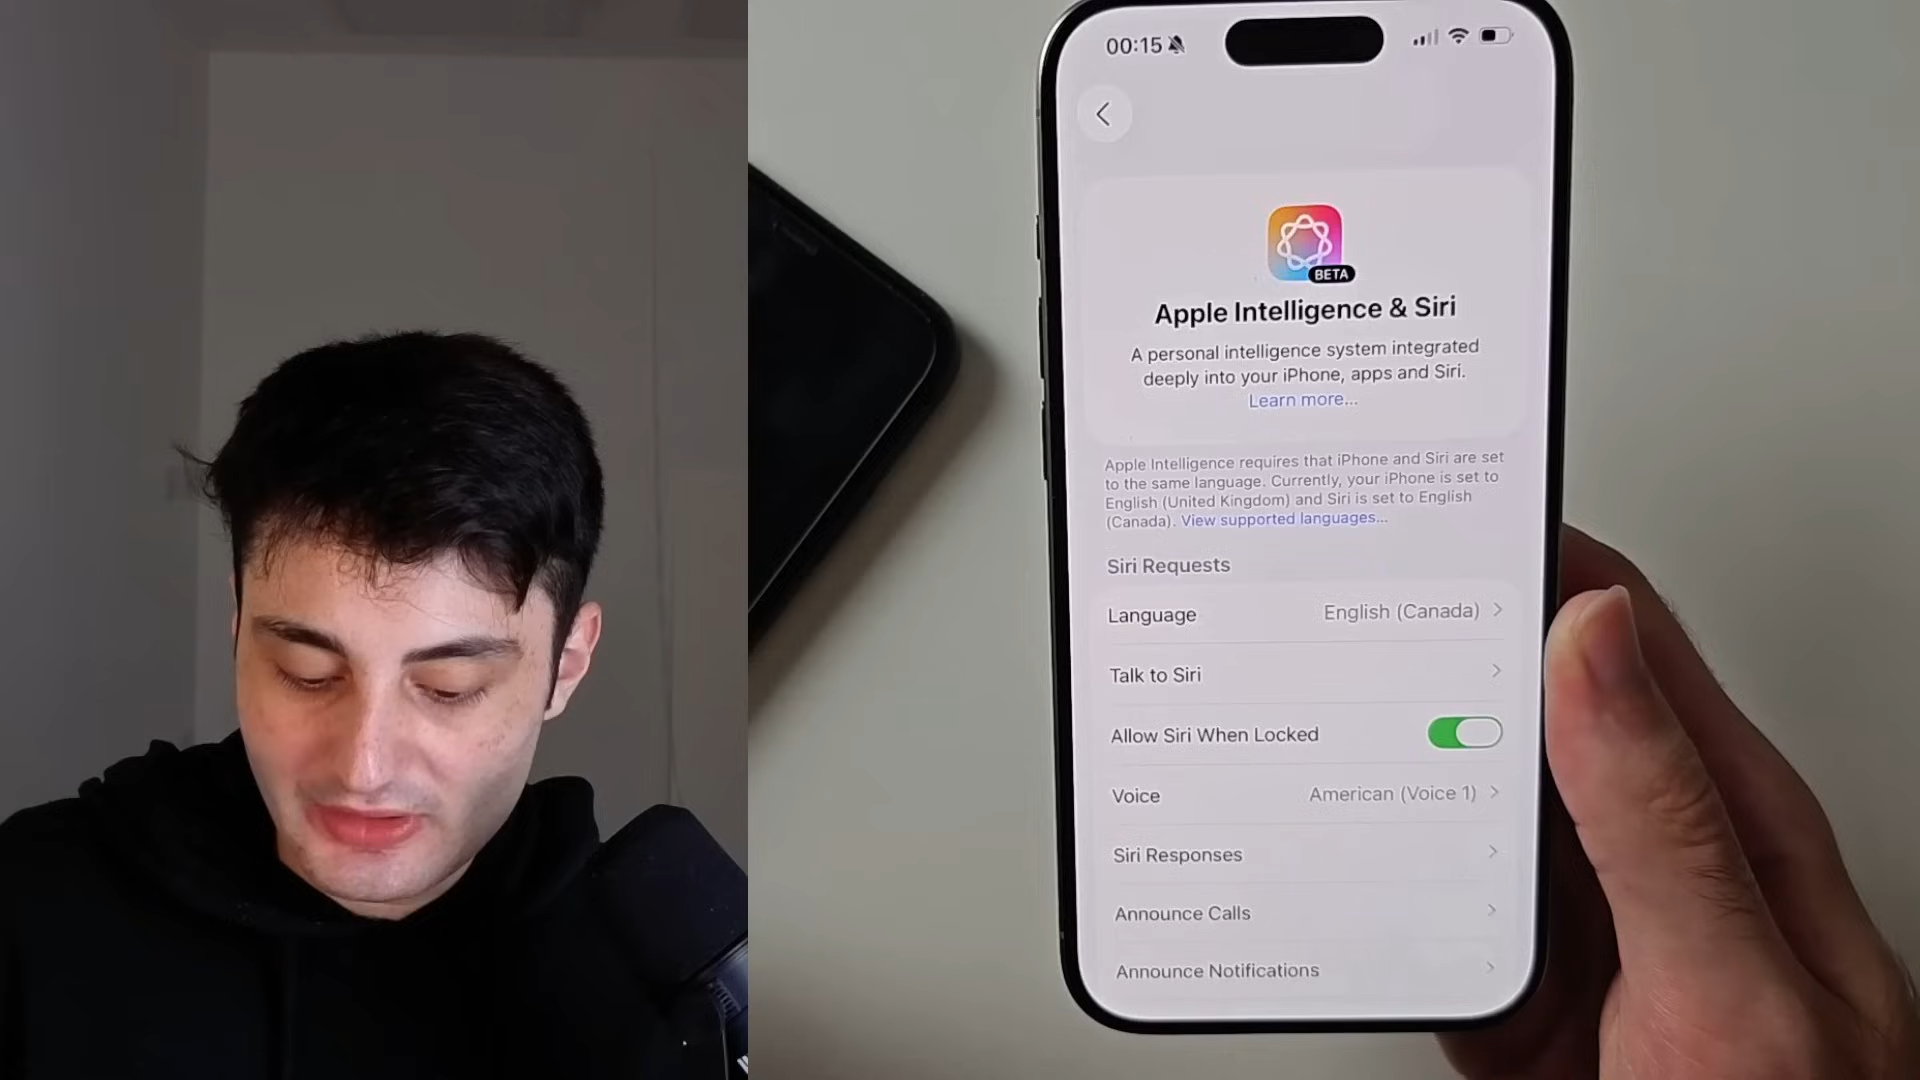 00:15
BETA
Apple Intelligence & Siri
A personal intelligence system integrated
deeply into your iPhone, apps and Siri.
Learn more...
Apple Intelligence requires that iPhone and Siri are set
to the same language. Currently, your iPhone is set to
English (United Kingdom) and Siri is set to English
(Canada). View supported languages...
Siri Requests
Language English (Canada)
Talk to Siri
Allow Siri When Locked
Voice American (Voice 1)
Siri Responses
Announce Calls
Announce Notifications